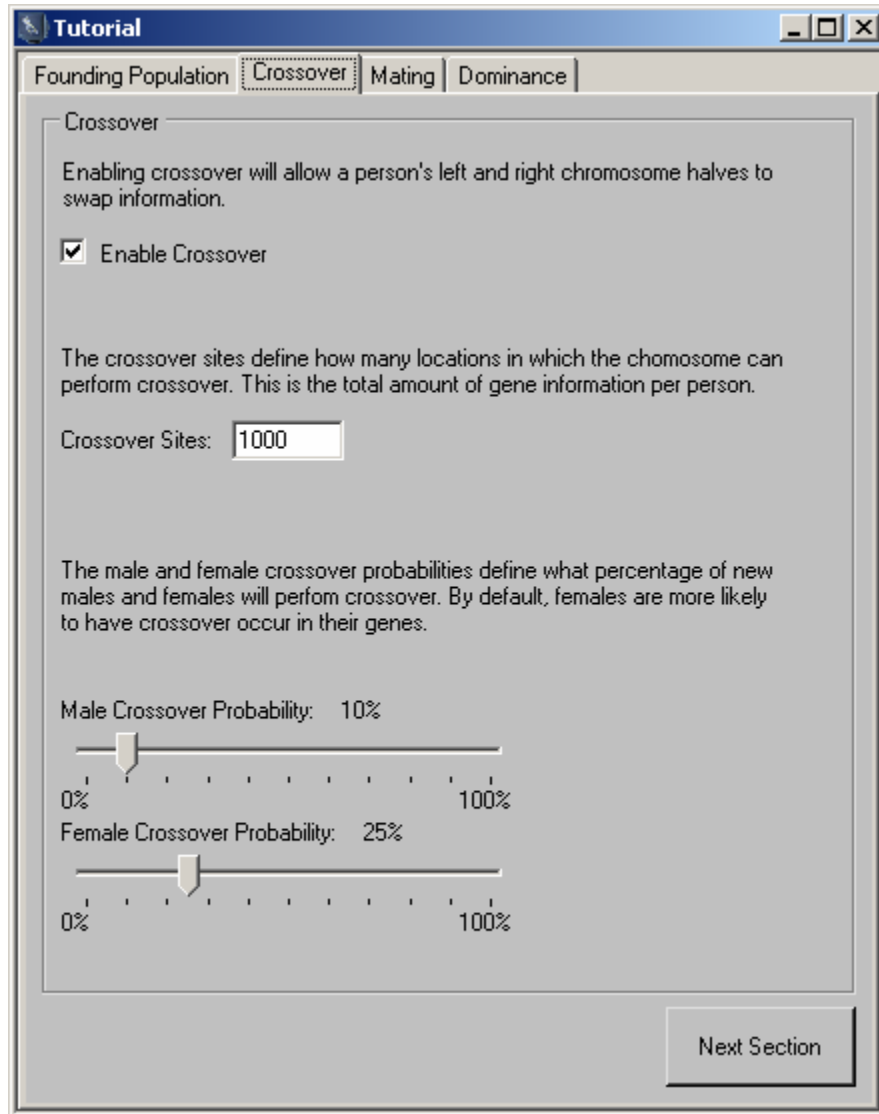 Tutorial
Founding Population Crossover Mating Dominance
Crossover
Enabling crossover will allow a person's left and right chromosome halves to
swap information.
Enable Crossover
The crossover sites define how many locations in which the chomosome can
perform crossover. This is the total amount of gene information per person.
Crossover Sites: 1000
The male and female crossover probabilities define what percentage of new
males and females will perfom crossover. By default, females are more likely
to have crossover occur in their genes.
Male Crossover Probability: 10%
0% 100%
Female Crossover Probability: 25%
0% 100%
Next Section